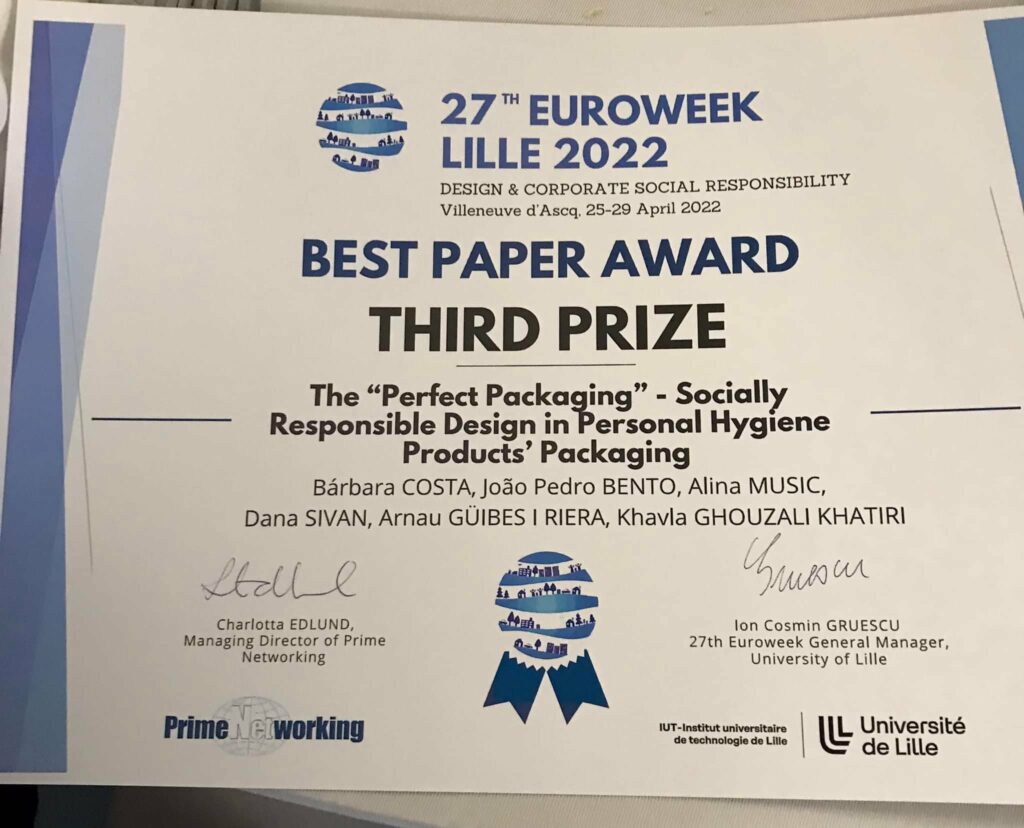 27TH EUROWEEK
LILLE 2022
DESIGN & CORPORATE SOCIAL RESPONSIBILITY
Villeneuve d'Ascq, 25-29 April 2022
BEST PAPER AWARD
THIRD PRIZE
The “Perfect Packaging” - Socially
Responsible Design in Personal Hygiene
Products’ Packaging
Bárbara COSTA, João Pedro BENTO, Alina MUSIC,
Dana SIVAN, Arnau GÜIBES I RIERA, Khavla GHOUZALI KHATIRI
Charlotta EDLUND,
Managing Director of Prime
Networking
Gruescu
Ion Cosmin GRUESCU
27th Euroweek General Manager,
University of Lille
PrimeNetworking
IUT-Institut universitaire
de technologie de Lille
Université
de Lille